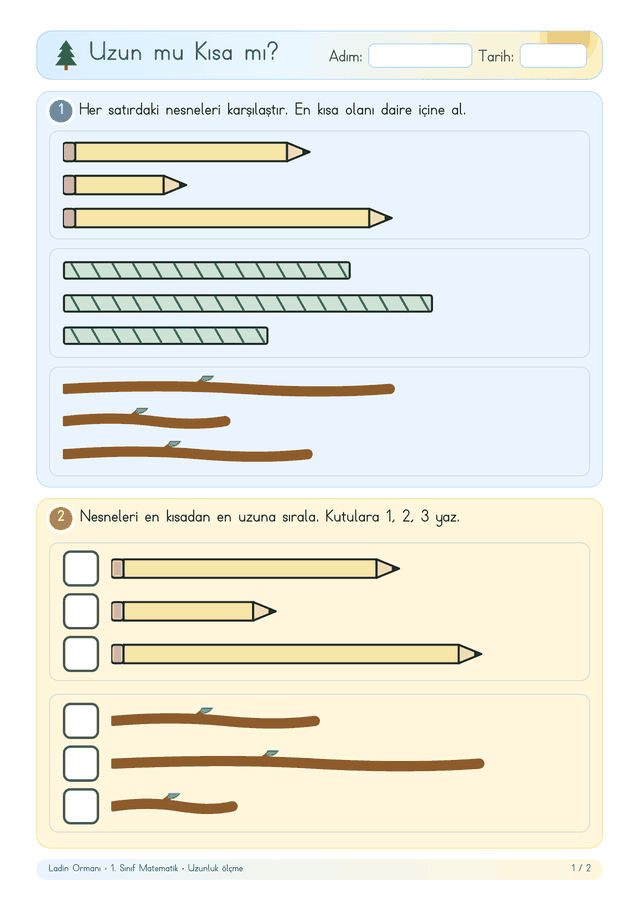 Uzun mu Kısa mı?
Adım:
Tarih:
1 Her satırdaki nesneleri karşılaştır. En kısa olanı daire içine al.
2 Nesneleri en kısadan en uzuna sırala. Kutulara 1, 2, 3 yaz.
Ladin Ormanı • 1. Sınıf Matematik • Uzunluk ölçme
1 / 2